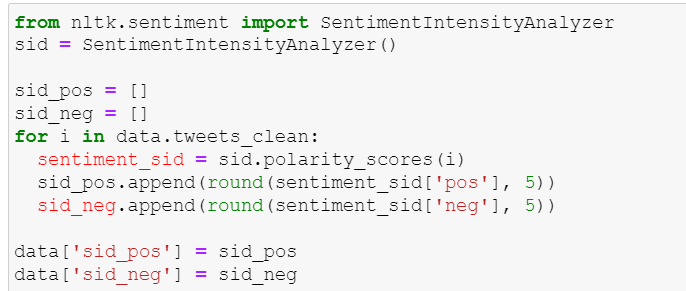 from nltk.sentiment import SentimentIntensityAnalyzer
sid = SentimentIntensityAnalyzer()

sid_pos = []
sid_neg = []
for i in data.tweets_clean:
  sentiment_sid = sid.polarity_scores(i)
  sid_pos.append(round(sentiment_sid['pos'], 5))
  sid_neg.append(round(sentiment_sid['neg'], 5))

data['sid_pos'] = sid_pos
data['sid_neg'] = sid_neg